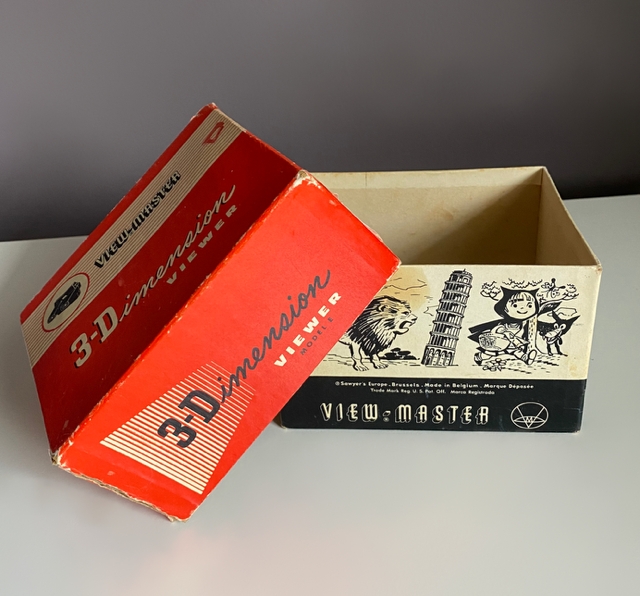 VIEW-MASTER
3-Dimension
VIEWER
3-Dimension
VIEWER
MODEL E
© Sawyer's Europe . Brussels . Made in Belgium . Marque Déposée
Trade Mark Reg. U. S. Pat. Off. Marca Registrada
VIEW-MASTER